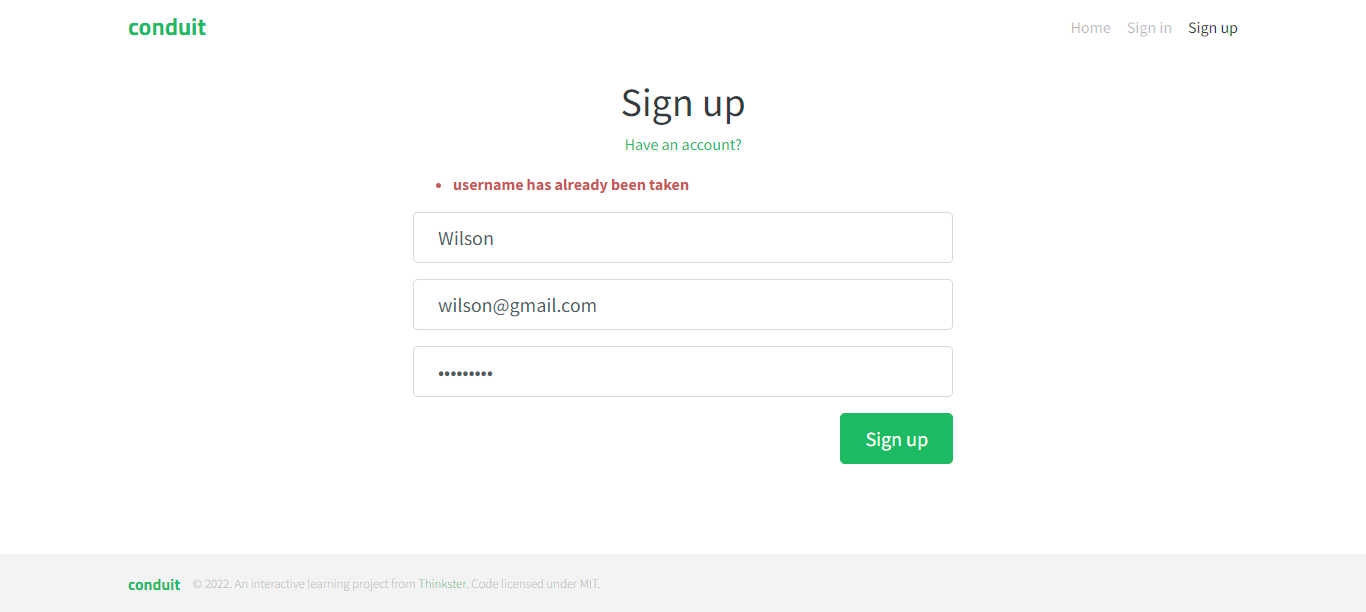 conduit
Home Sign in Sign up
Sign up
Have an account?
• username has already been taken
Wilson
wilson@gmail.com
•••••••••
Sign up
conduit © 2022. An interactive learning project from Thinkster. Code licensed under MIT.